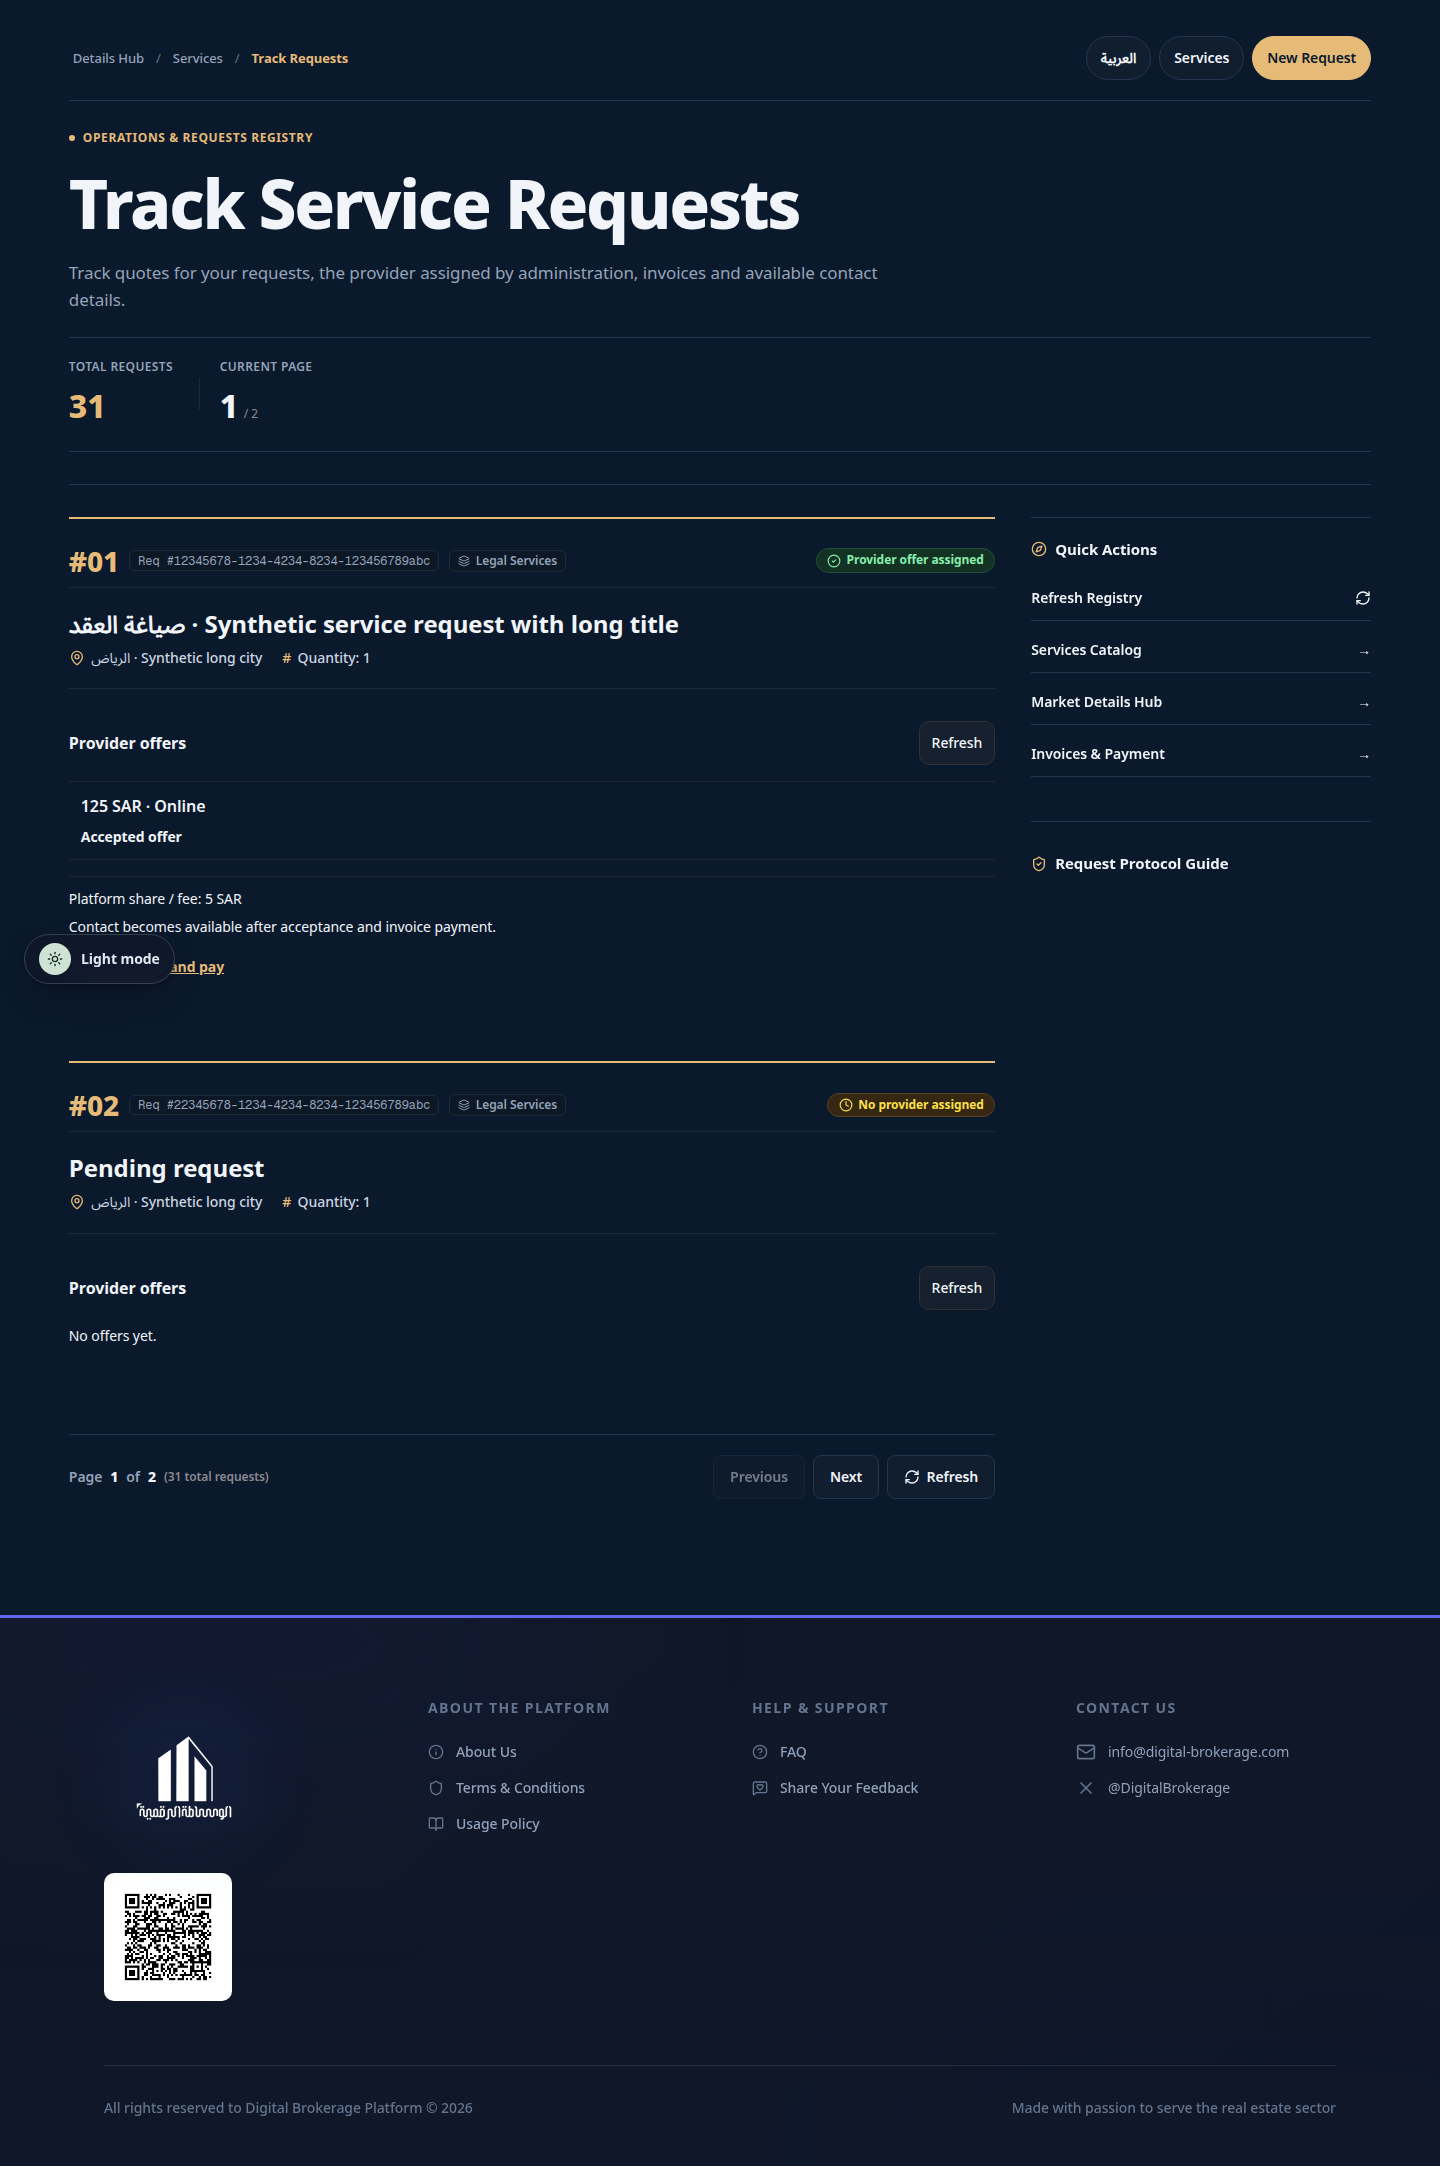 Details Hub / Services / Track Requests
العربية
Services
New Request
OPERATIONS & REQUESTS REGISTRY
Track Service Requests
Track quotes for your requests, the provider assigned by administration, invoices and available contact
details.
TOTAL REQUESTS
31
CURRENT PAGE
1 / 2
#01 Req #12345678-1234-4234-8234-123456789abc Legal Services Provider offer assigned
صياغة العقد · Synthetic service request with long title
الرياض · Synthetic long city # Quantity: 1
Provider offers
Refresh
125 SAR · Online
Accepted offer
Platform share / fee: 5 SAR
Contact becomes available after acceptance and invoice payment.
Light mode
and pay
#02 Req #22345678-1234-4234-8234-123456789abc Legal Services No provider assigned
Pending request
الرياض · Synthetic long city # Quantity: 1
Provider offers
Refresh
No offers yet.
Page 1 of 2 (31 total requests)
Previous
Next
Refresh
Quick Actions
Refresh Registry
Services Catalog →
Market Details Hub →
Invoices & Payment →
Request Protocol Guide
الوساطة الرقمية
ABOUT THE PLATFORM
About Us
Terms & Conditions
Usage Policy
HELP & SUPPORT
FAQ
Share Your Feedback
CONTACT US
info@digital-brokerage.com
@DigitalBrokerage
All rights reserved to Digital Brokerage Platform © 2026
Made with passion to serve the real estate sector